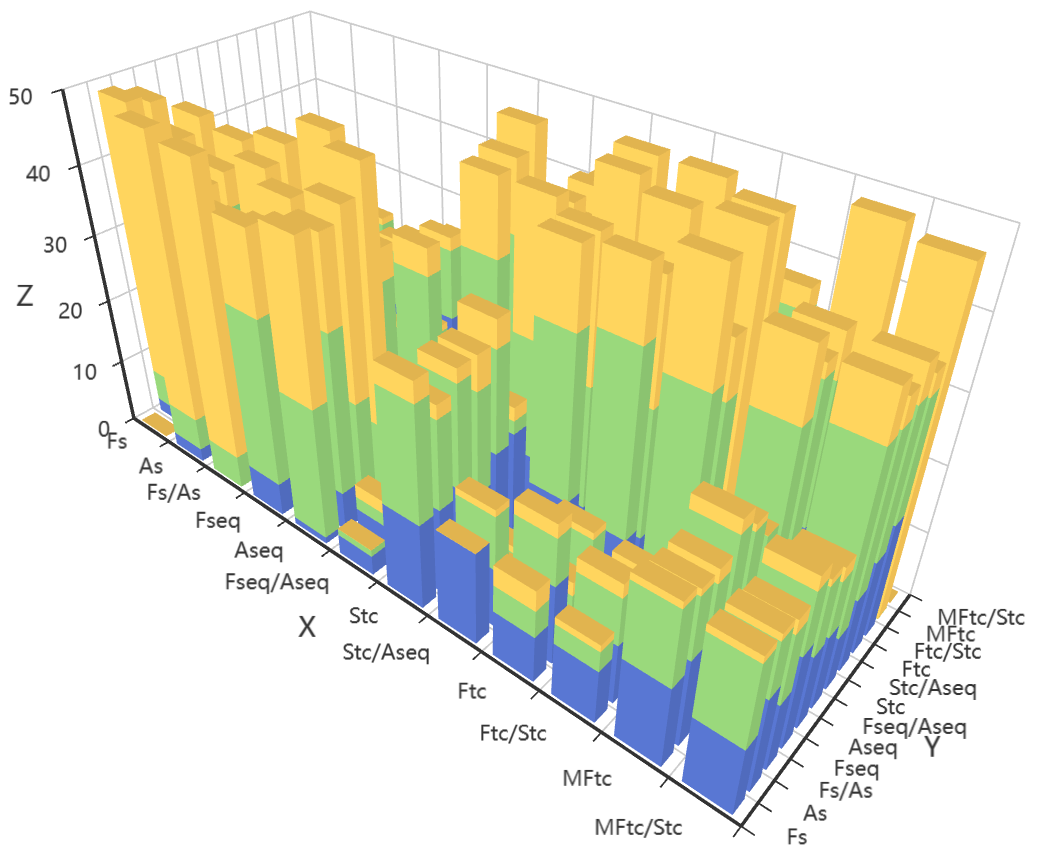 50
40
30
20
10
0
Z
Fs
As
Fs/As
Fseq
Aseq
Fseq/Aseq
Stc
Stc/Aseq
Ftc
Ftc/Stc
MFtc
MFtc/Stc
X
MFtc/Stc
MFtc
Ftc/Stc
Ftc
Stc/Aseq
Stc
Fseq/Aseq
Aseq
Fseq
Fs/As
As
Fs
Y